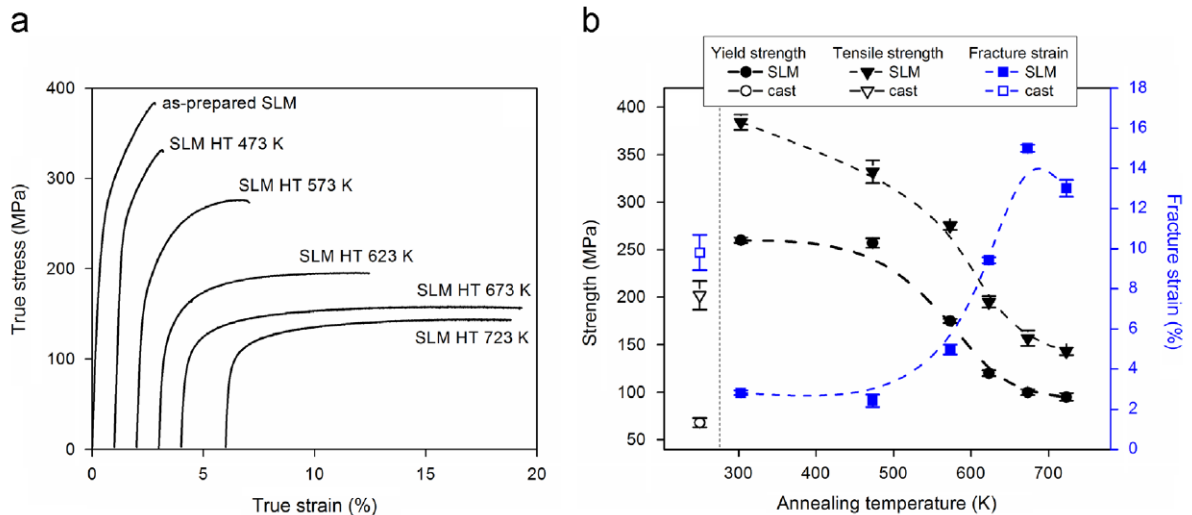 a
400
300
200
100
0
True stress (MPa)
as-prepared SLM
SLM HT 473 K
SLM HT 573 K
SLM HT 623 K
SLM HT 673 K
SLM HT 723 K
0 5 10 15 20
True strain (%)
b
Yield strength Tensile strength Fracture strain
SLM SLM SLM
cast cast cast
400
350
300
250
200
150
100
50
Strength (MPa)
18
16
14
12
10
8
6
4
2
0
Fracture strain (%)
300 400 500 600 700
Annealing temperature (K)